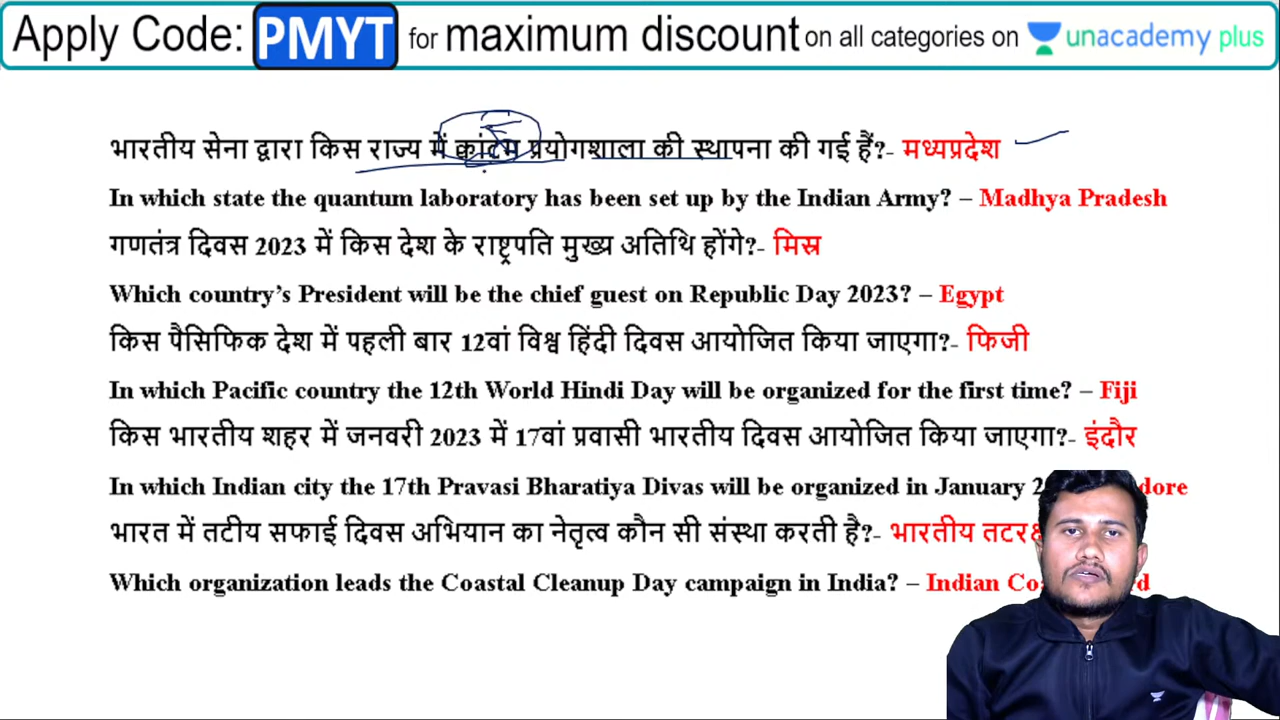 Apply Code: PMYT for maximum discount on all categories on unacademy plus
भारतीय सेना द्वारा किस राज्य में क्वांटम प्रयोगशाला की स्थापना की गई हैं?- मध्यप्रदेश
In which state the quantum laboratory has been set up by the Indian Army? – Madhya Pradesh
गणतंत्र दिवस 2023 में किस देश के राष्ट्रपति मुख्य अतिथि होंगे?- मिस्र
Which country's President will be the chief guest on Republic Day 2023? – Egypt
किस पैसिफिक देश में पहली बार 12वां विश्व हिंदी दिवस आयोजित किया जाएगा?- फिजी
In which Pacific country the 12th World Hindi Day will be organized for the first time? – Fiji
किस भारतीय शहर में जनवरी 2023 में 17वां प्रवासी भारतीय दिवस आयोजित किया जाएगा?- इंदौर
In which Indian city the 17th Pravasi Bharatiya Divas will be organized in January
भारत में तटीय सफाई दिवस अभियान का नेतृत्व कौन सी संस्था करती है?- भारतीय
Which organization leads the Coastal Cleanup Day campaign in India? – Indian